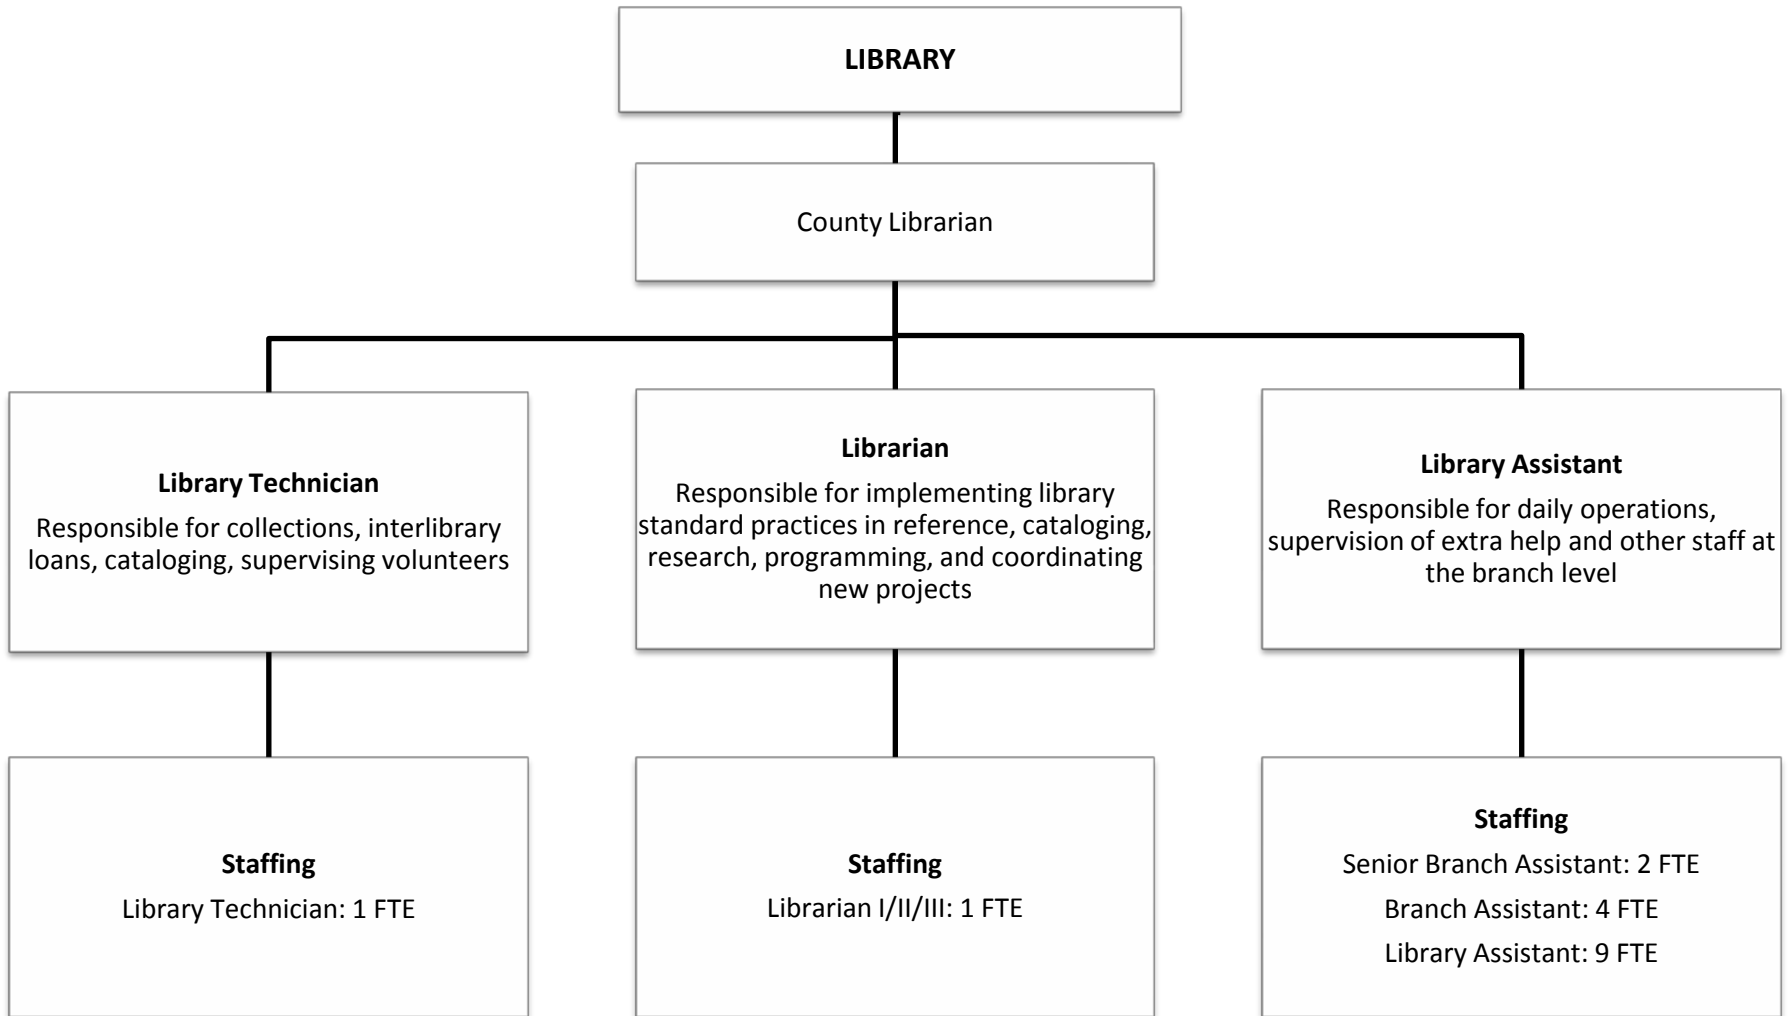 LIBRARY
County Librarian
Library Technician
Responsible for collections, interlibrary
loans, cataloging, supervising volunteers
Librarian
Responsible for implementing library
standard practices in reference, cataloging,
research, programming, and coordinating
new projects
Library Assistant
Responsible for daily operations,
supervision of extra help and other staff at
the branch level
Staffing
Library Technician: 1 FTE
Staffing
Librarian I/II/III: 1 FTE
Staffing
Senior Branch Assistant: 2 FTE
Branch Assistant: 4 FTE
Library Assistant: 9 FTE